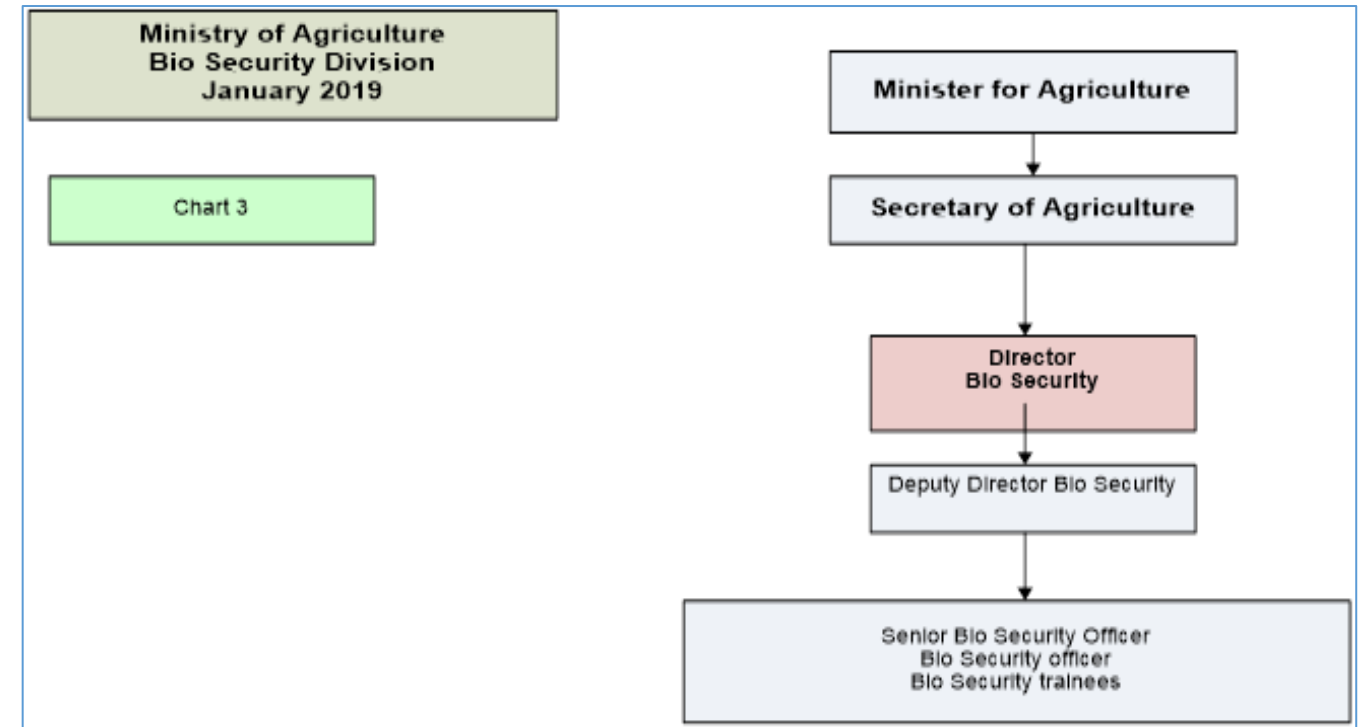 Ministry of Agriculture
Bio Security Division
January 2019
Chart 3
Minister for Agriculture
Secretary of Agriculture
Director
Bio Security
Deputy Director Bio Security
Senior Bio Security Officer
Bio Security officer
Bio Security trainees